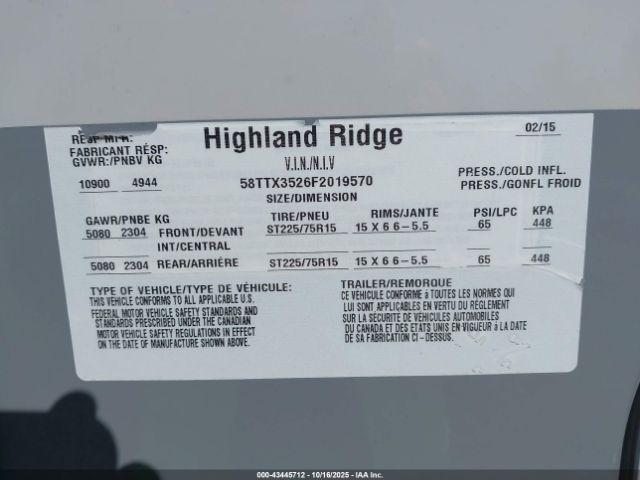 RESP MFR: Highland Ridge 02/15
FABRICANT RÉSP:
GVWR:/PNBV KG V.I.N./N.I.V PRESS./COLD INFL.
10900 4944 58TTX3526F2019570 PRESS./GONFL FROID
SIZE/DIMENSION
GAWR/PNBE KG TIRE/PNEU RIMS/JANTE PSI/LPC KPA
5080 2304 FRONT/DEVANT ST225/75R15 15 X 6 6-5.5 65 448
INT/CENTRAL
5080 2304 REAR/ARRIÉRE ST225/75R15 15 X 6 6-5.5 65 448
TYPE OF VEHICLE/TYPE DE VÈHICULE: TRAILER/REMORQUE
THIS VEHICLE CONFORMS TO ALL APPLICABLE U.S.
FEDERAL MOTOR VEHICLE SAFETY STANDARDS AND
STANDARDS PRESCRIBED UNDER THE CANADIAN
MOTOR VEHICLE SAFETY REGULATIONS IN EFFECT
ON THE DATE OF MANUFACTURE SHOWN ABOVE.
CE VEHICULE CONFORME à TOUTES LES NORMES QUI
LUI SONT APPLICABLES EN VERTU DU RÈGLEMENT
SUR LA SECURITE DE VEHICULES AUTOMOBILES
DU CANADA ET DES ETATS UNIS EN VIGUEUR à LA DATE
DE SA FABRICATION CI - DESSUS.
000-43445712 - 10/16/2025 - IAA Inc.